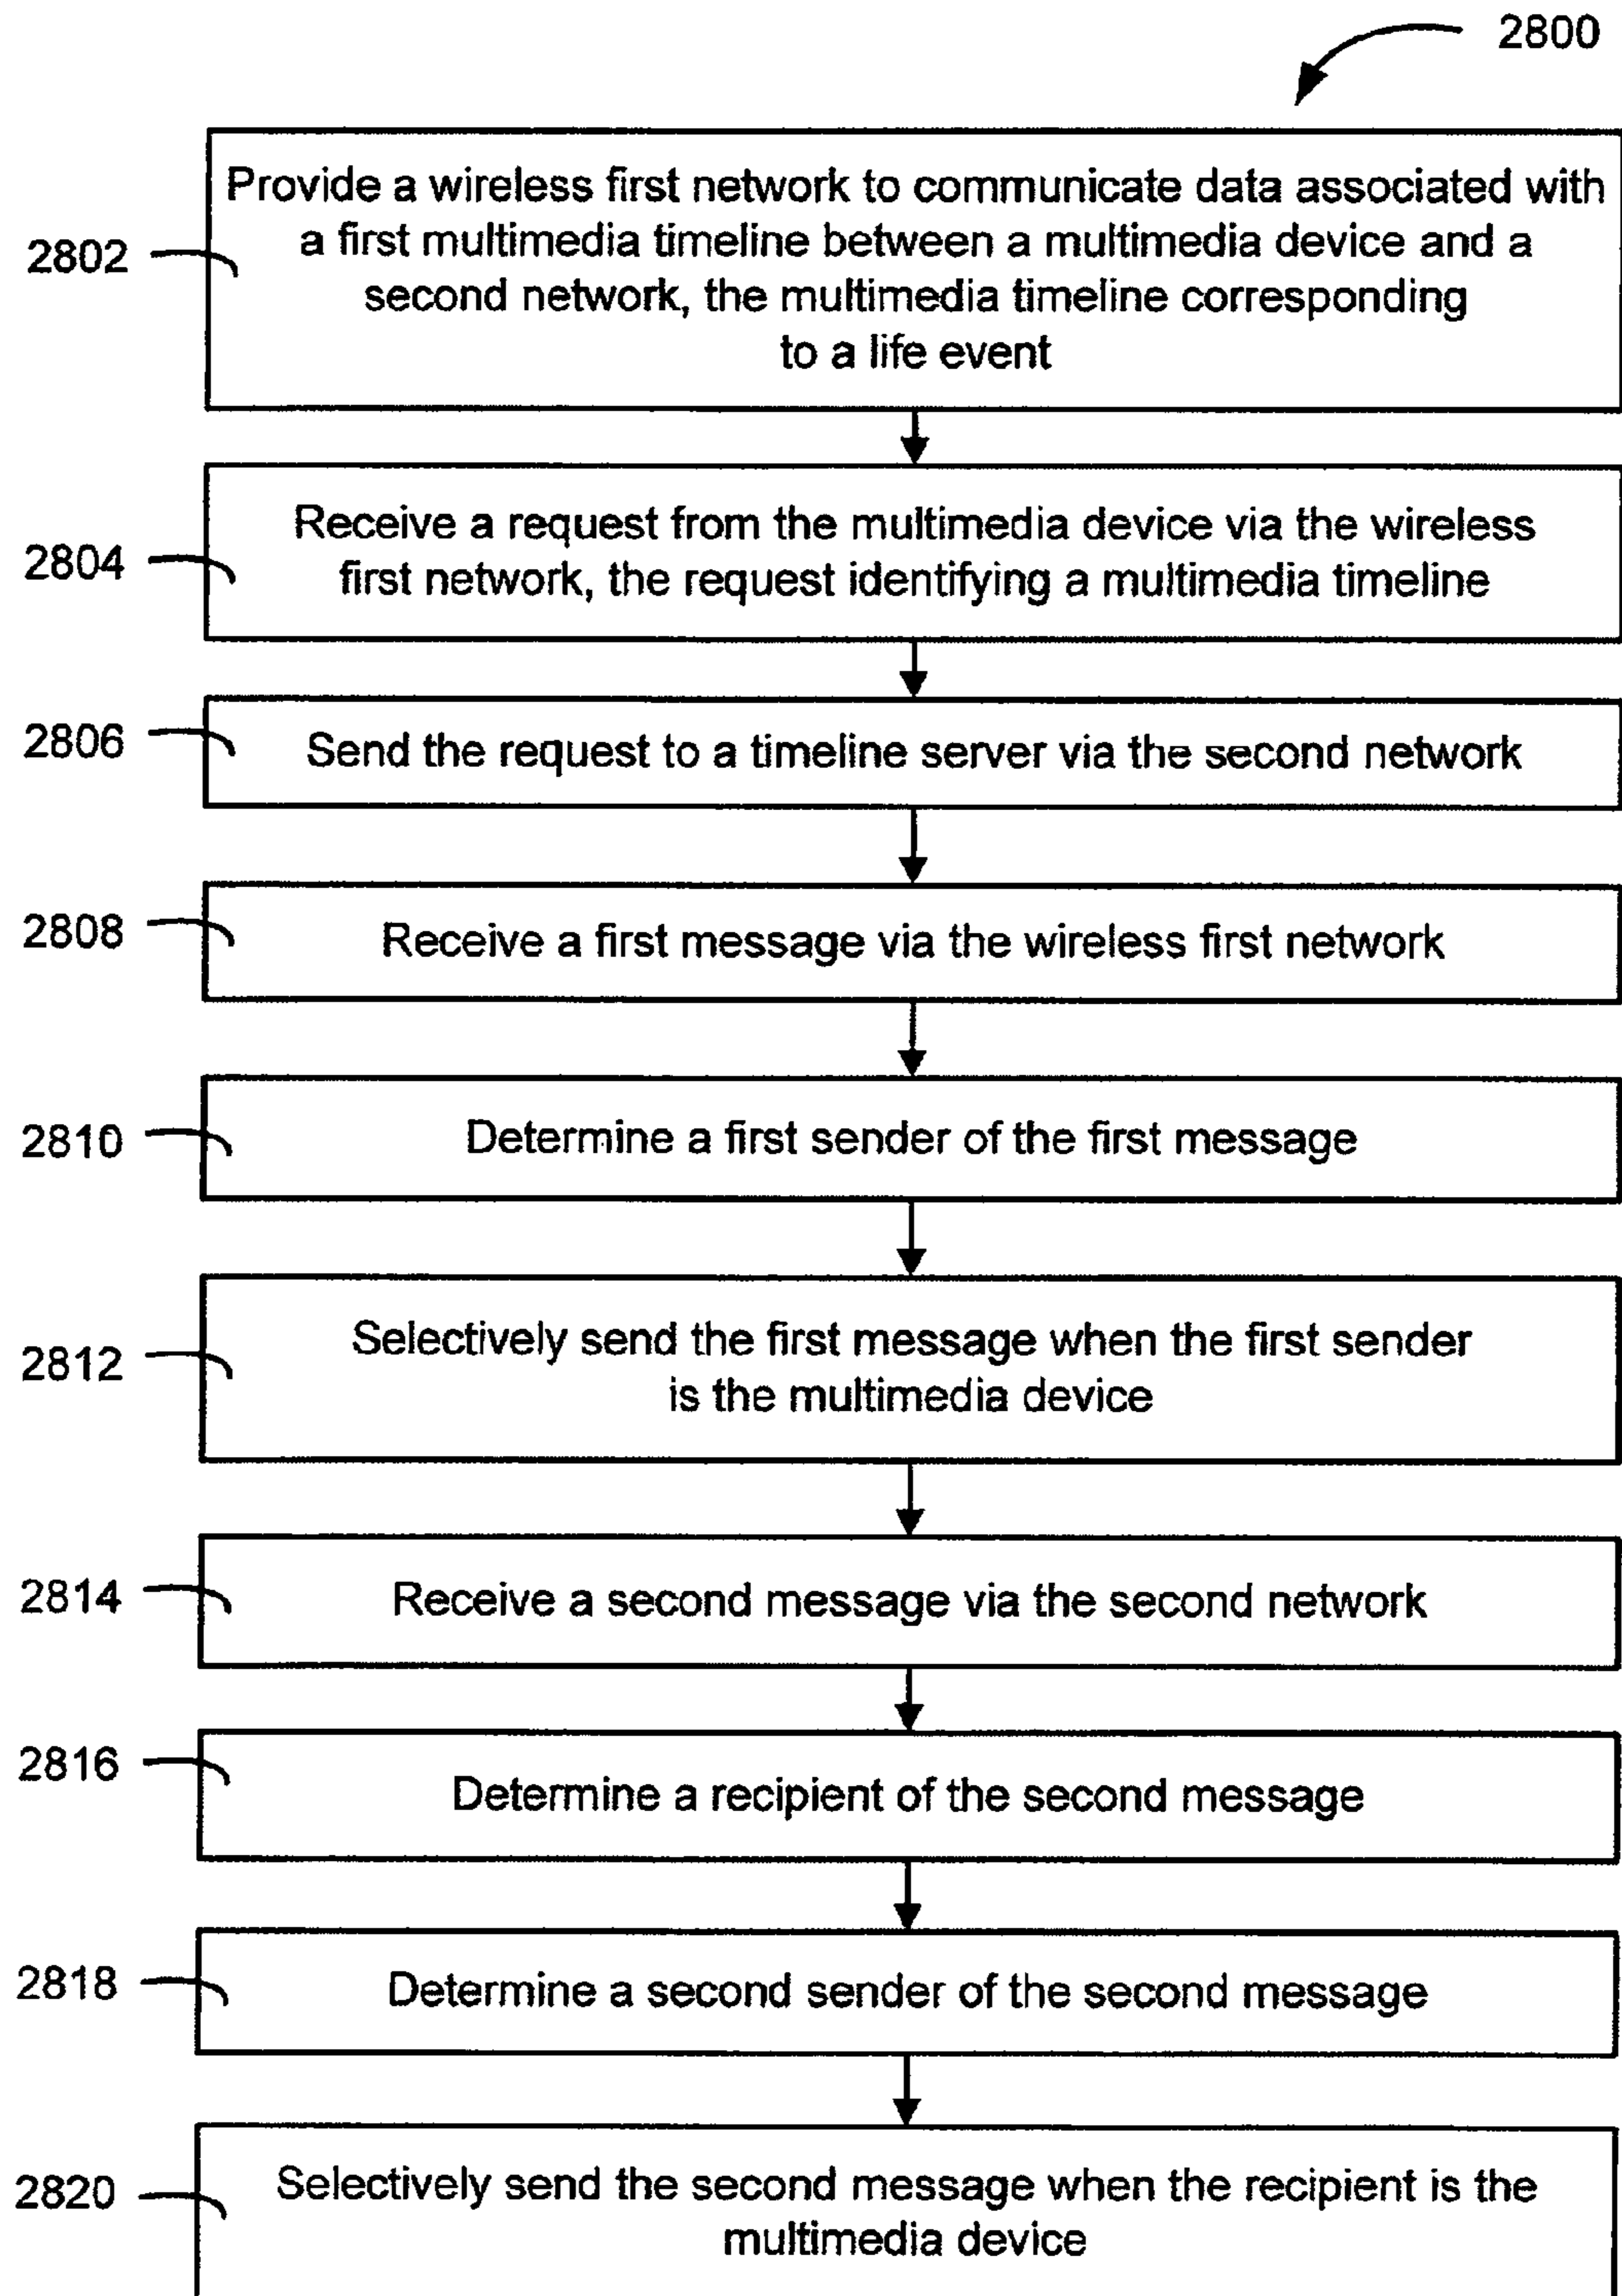 2800
2802
Provide a wireless first network to communicate data associated with
a first multimedia timeline between a multimedia device and a
second network, the multimedia timeline corresponding
to a life event
2804
Receive a request from the multimedia device via the wireless
first network, the request identifying a multimedia timeline
2806
Send the request to a timeline server via the second network
2808
Receive a first message via the wireless first network
2810
Determine a first sender of the first message
2812
Selectively send the first message when the first sender
is the multimedia device
2814
Receive a second message via the second network
2816
Determine a recipient of the second message
2818
Determine a second sender of the second message
2820
Selectively send the second message when the recipient is the
multimedia device